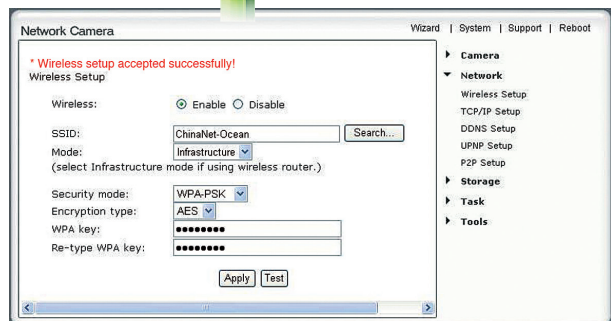 Network Camera
Wizard | System | Support | Reboot
* Wireless setup accepted successfully!
Wireless Setup
Wireless: Enable Disable
SSID: ChinaNet-Ocean Search...
Mode: Infrastructure
(select Infrastructure mode if using wireless router.)
Security mode: WPA-PSK
Encryption type: AES
WPA key: ●●●●●●●●
Re-type WPA key: ●●●●●●●●
Apply Test
Camera
Network
Wireless Setup
TCP/IP Setup
DDNS Setup
UPNP Setup
P2P Setup
Storage
Task
Tools